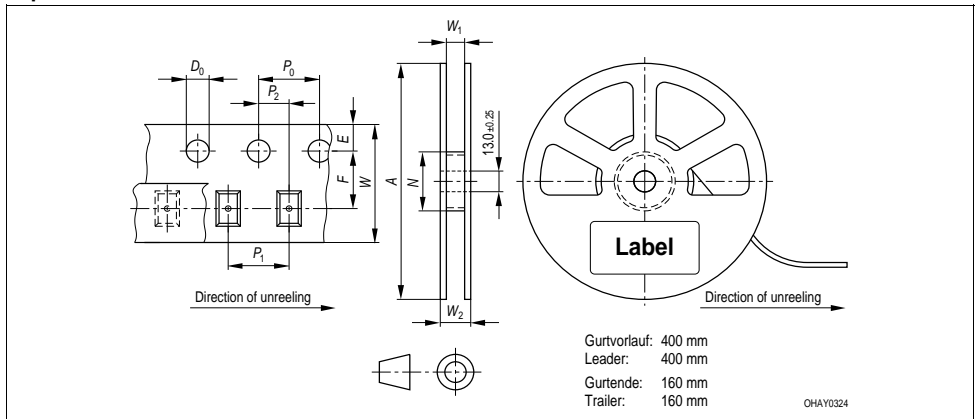 W1
D0
P0
P2
E
F
W
A
N
13.0 ±0.25
P1
W2
Label
Direction of unreeling
Direction of unreeling
Gurtvorlauf: 400 mm
Leader: 400 mm
Gurtende: 160 mm
Trailer: 160 mm
OHAY0324